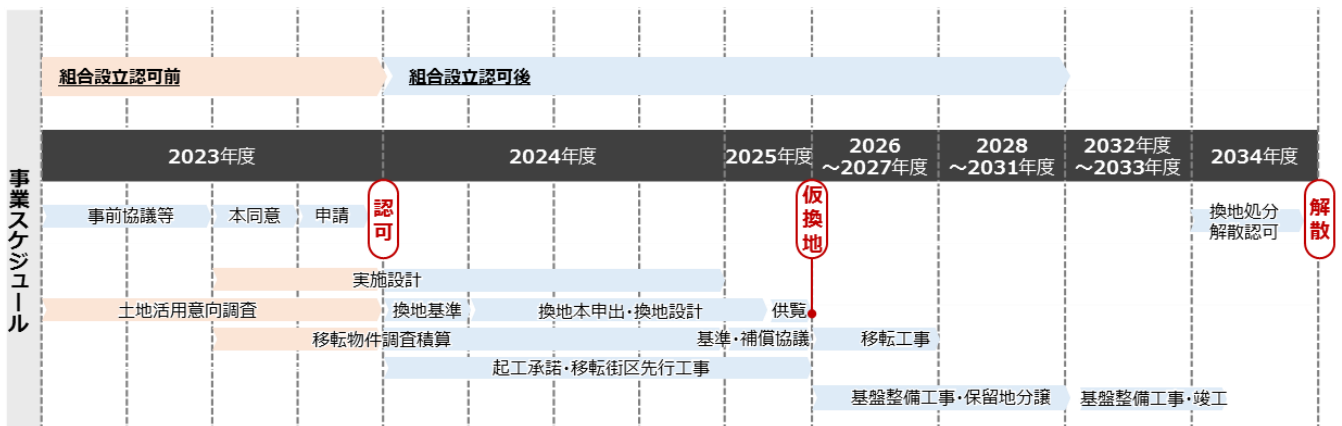 事業スケジュール
組合設立認可前
組合設立認可後
2023年度
2024年度
2025年度
2026
～2027年度
2028
～2031年度
2032年度
～2033年度
2034年度
事前協議等
本同意
申請
認可
仮換地
換地処分
解散認可
解散
実施設計
土地活用意向調査
換地基準
換地本申出・換地設計
供覧
移転物件調査積算
基準・補償協議
移転工事
起工承諾・移転街区先行工事
基盤整備工事・保留地分譲
基盤整備工事・竣工